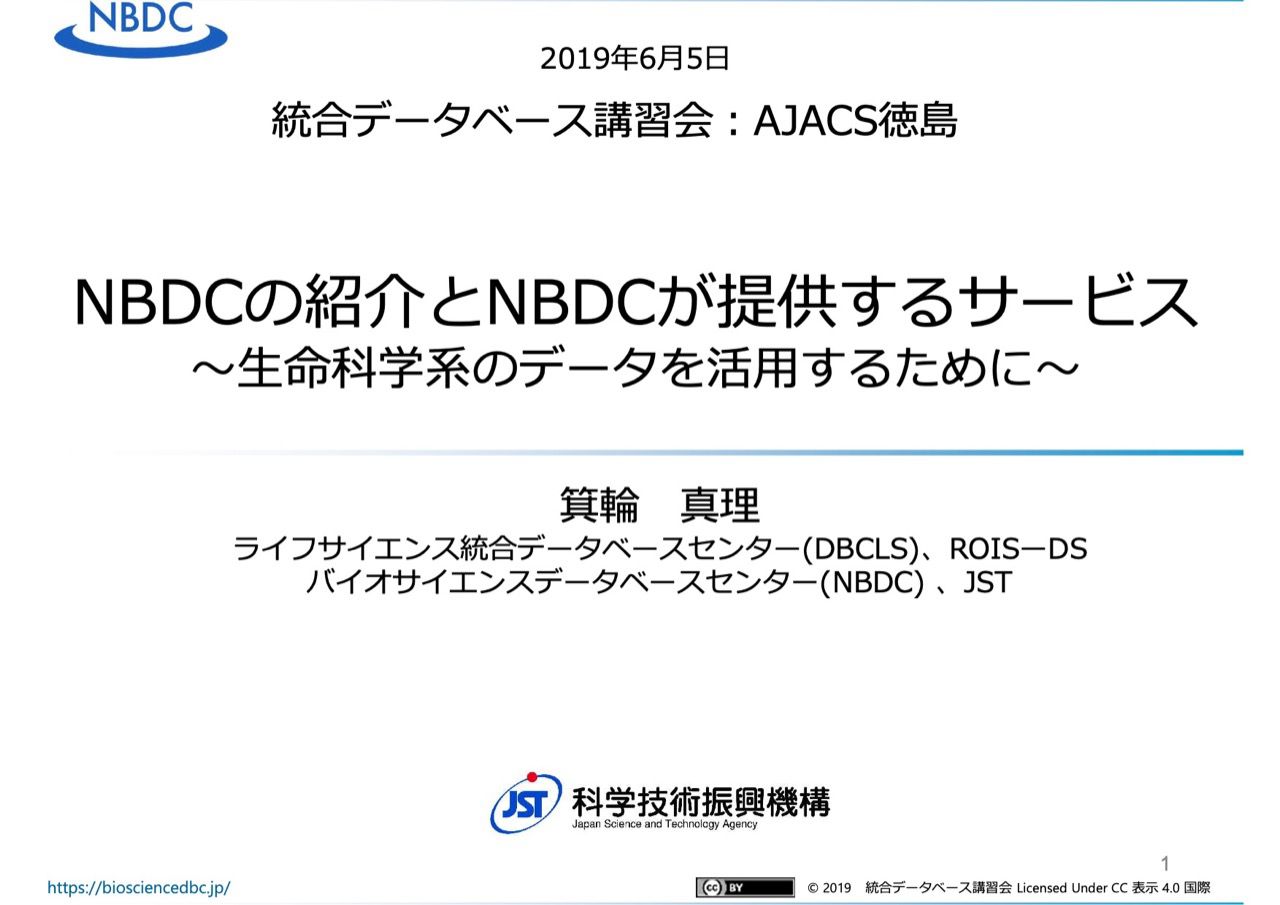 NBDC
2019年6月5日
統合データベース講習会：AJACS徳島
NBDCの紹介とNBDCが提供するサービス
～生命科学系のデータを活用するために～
箕輪　真理
ライフサイエンス統合データベースセンター(DBCLS)、ROISーDS
バイオサイエンスデータベースセンター(NBDC) 、JST
JST 科学技術振興機構
Japan Science and Technology Agency
1
https://biosciencedbc.jp/
cc BY © 2019　統合データベース講習会 Licensed Under CC 表示 4.0 国際